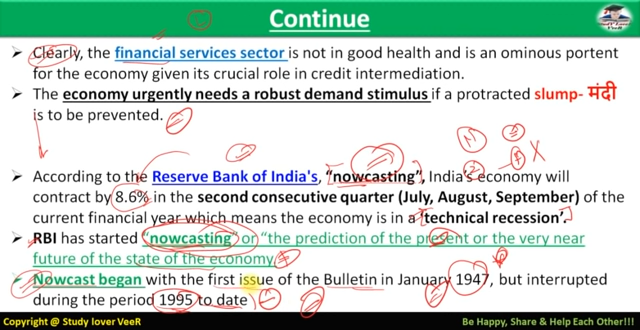 Continue
Clearly, the financial services sector is not in good health and is an ominous portent
for the economy given its crucial role in credit intermediation.
The economy urgently needs a robust demand stimulus if a protracted slump- मंदी
is to be prevented.
According to the Reserve Bank of India's, "nowcasting", India's economy will
contract by 8.6% in the second consecutive quarter (July, August, September) of the
current financial year which means the economy is in a "technical recession".
RBI has started "nowcasting" or "the prediction of the present or the very near
future of the state of the economy
Nowcast began with the first issue of the Bulletin in January 1947, but interrupted
during the period 1995 to date
Copyright @ Study lover VeeR
Be Happy, Share & Help Each Other!!!